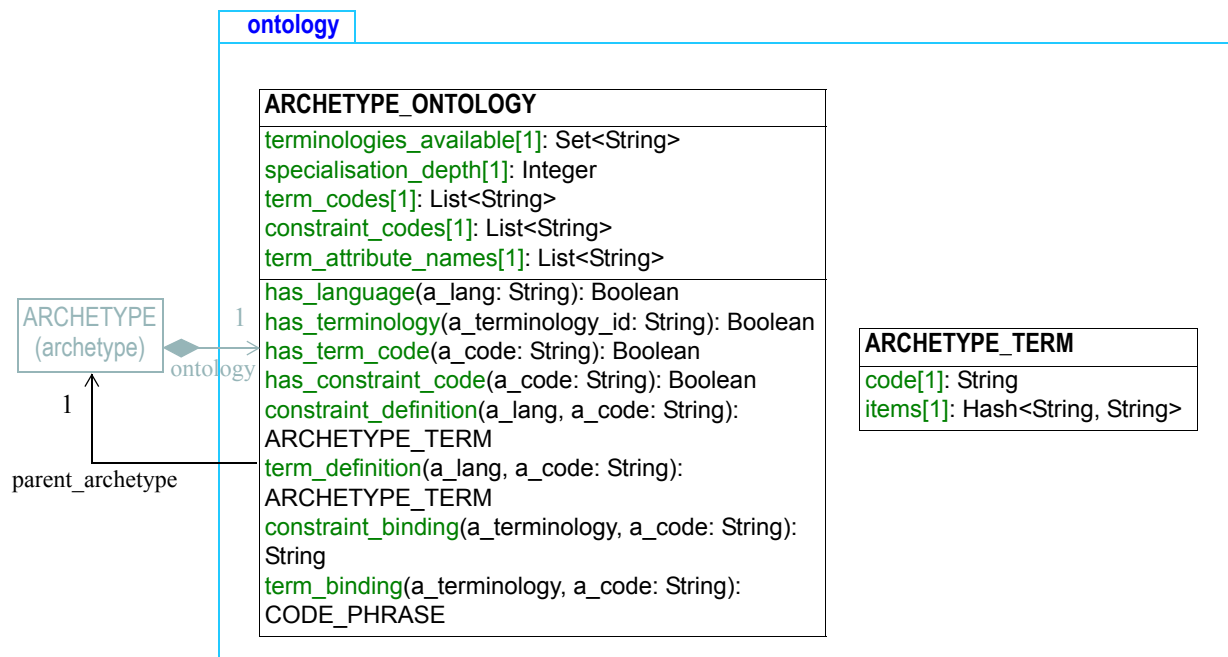 ontology
ARCHETYPE_ONTOLOGY
terminologies_available[1]: Set<String>
specialisation_depth[1]: Integer
term_codes[1]: List<String>
constraint_codes[1]: List<String>
term_attribute_names[1]: List<String>
has_language(a_lang: String): Boolean
has_terminology(a_terminology_id: String): Boolean
has_term_code(a_code: String): Boolean
has_constraint_code(a_code: String): Boolean
constraint_definition(a_lang, a_code: String):
ARCHETYPE_TERM
term_definition(a_lang, a_code: String):
ARCHETYPE_TERM
constraint_binding(a_terminology, a_code: String):
String
term_binding(a_terminology, a_code: String):
CODE_PHRASE
ARCHETYPE
(archetype)
1
ontology
1
parent_archetype
ARCHETYPE_TERM
code[1]: String
items[1]: Hash<String, String>